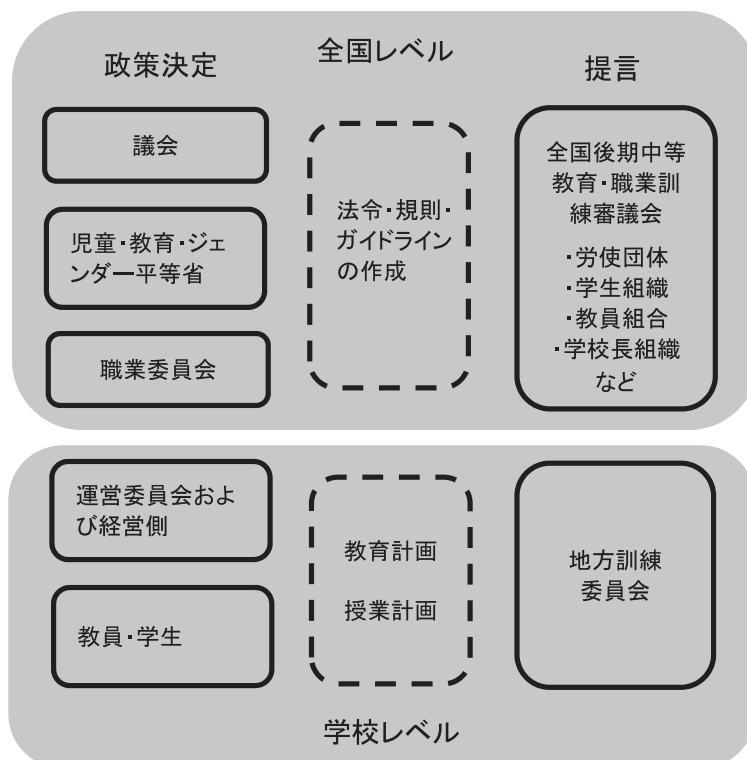 全国レベル
政策決定
提言
議会
児童・教育・ジェ
ンダー平等省
職業委員会
法令・規則・
ガイドライン
の作成
全国後期中等
教育・職業訓
練審議会
・労使団体
・学生組織
・教員組合
・学校長組織
など
運営委員会およ
び経営側
教員・学生
教育計画
授業計画
地方訓練
委員会
学校レベル